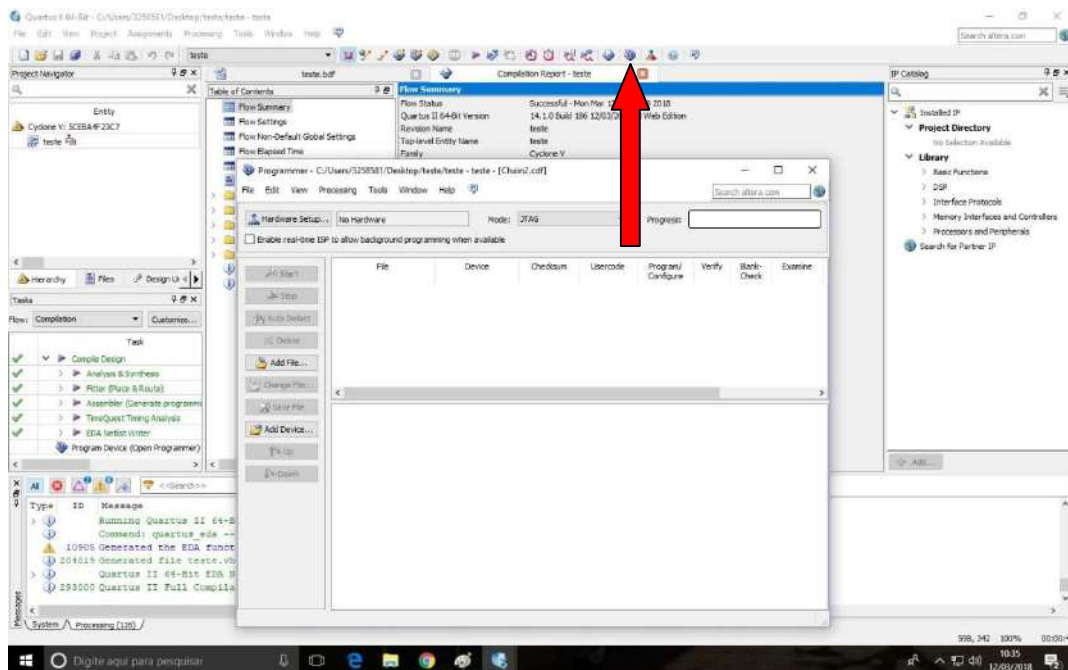 Quartus II 64-Bit - C:/Users/3258581/Desktop/teste/teste - teste
File Edit View Project Assignments Processing Tools Window Help
Search altera.com
teste
Project Navigator
Entity
Cyclone V: 5CEBA4F23C7
teste
Hierarchy Files Design U
Tasks
Flow: Compilation Customize...
Task
Compile Design
Analysis & Synthesis
Fitter (Place & Route)
Assembler (Generate programm
TimeQuest Timing Analysis
EDA Netlist Writer
Program Device (Open Programmer)
teste.bdf
Compilation Report - teste
Table of Contents
Flow Summary
Flow Settings
Flow Non-Default Global Settings
Flow Elapsed Time
Flow Summary
Flow Status Successful - Mon Mar 2018
Quartus II 64-Bit Version 14.1.0 Build 186 12/03/ Web Edition
Revision Name teste
Top-level Entity Name teste
Family Cyclone V
Programmer - C:/Users/3258581/Desktop/teste/teste - teste - [Chain2.cdf]
File Edit View Processing Tools Window Help
Search altera.com
Hardware Setup... No Hardware Mode: JTAG Progress:
Enable real-time ISP to allow background programming when available
Start
Stop
Auto Detect
Delete
Add File...
Change File...
Save File
Add Device...
Up
Down
File Device Checksum Usercode Program/Configure Verify Blank-Check Examine
IP Catalog
Installed IP
Project Directory
No Selection Available
Library
Basic Functions
DSP
Interface Protocols
Memory Interfaces and Controllers
Processors and Peripherals
Search for Partner IP
Add...
All
<<Search>>
Type ID Message
Running Quartus II 64-B
Command: quartus_eda --
10905 Generated the EDA funct
204019 Generated file teste.vh
Quartus II 64-Bit EDA N
293000 Quartus II Full Compila
Messages
System Processing (128)
598, 342 100% 00:00:
Digite aqui para pesquisar
10:35
12/03/2018